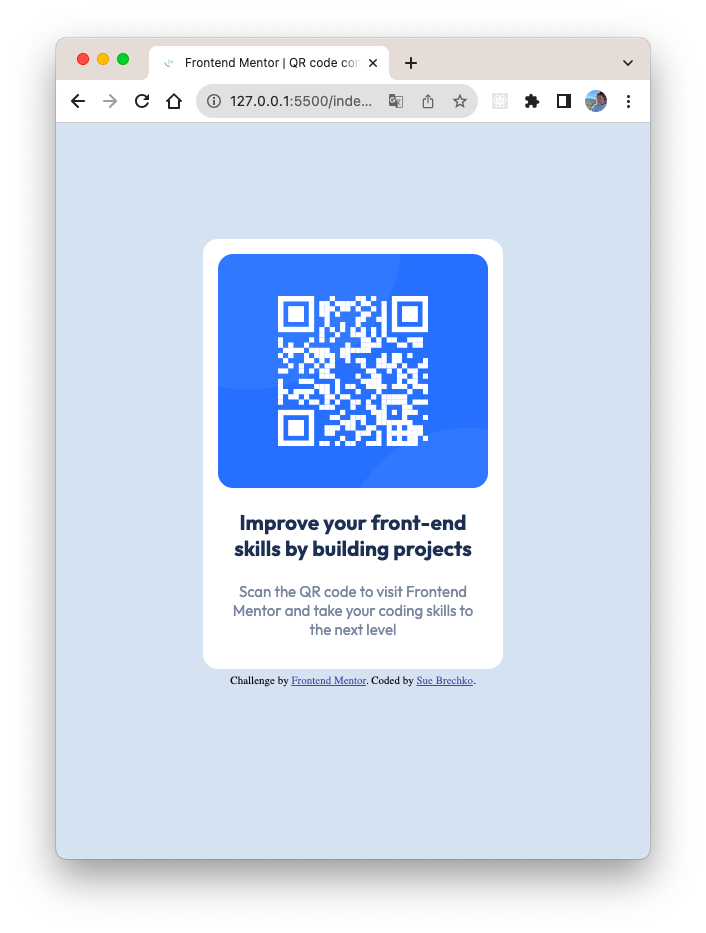 Frontend Mentor | QR code con
127.0.0.1:5500/inde...
Improve your front-end
skills by building projects
Scan the QR code to visit Frontend
Mentor and take your coding skills to
the next level
Challenge by Frontend Mentor. Coded by Sue Brechko.